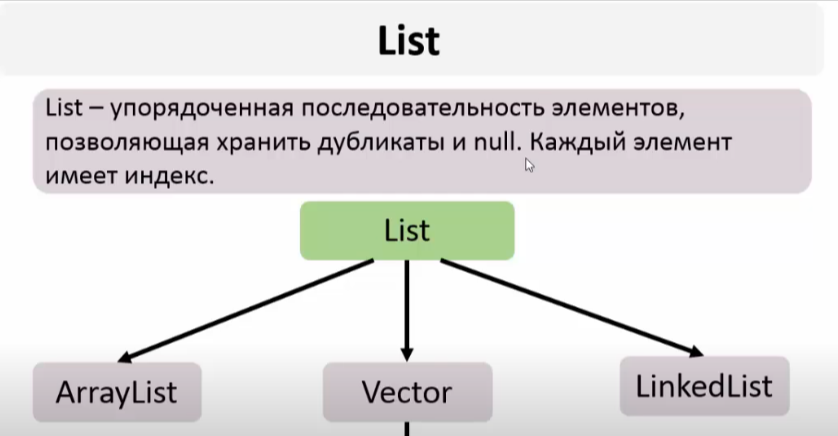 List
List – упорядоченная последовательность элементов,
позволяющая хранить дубликаты и null. Каждый элемент
имеет индекс.
List
ArrayList
Vector
LinkedList